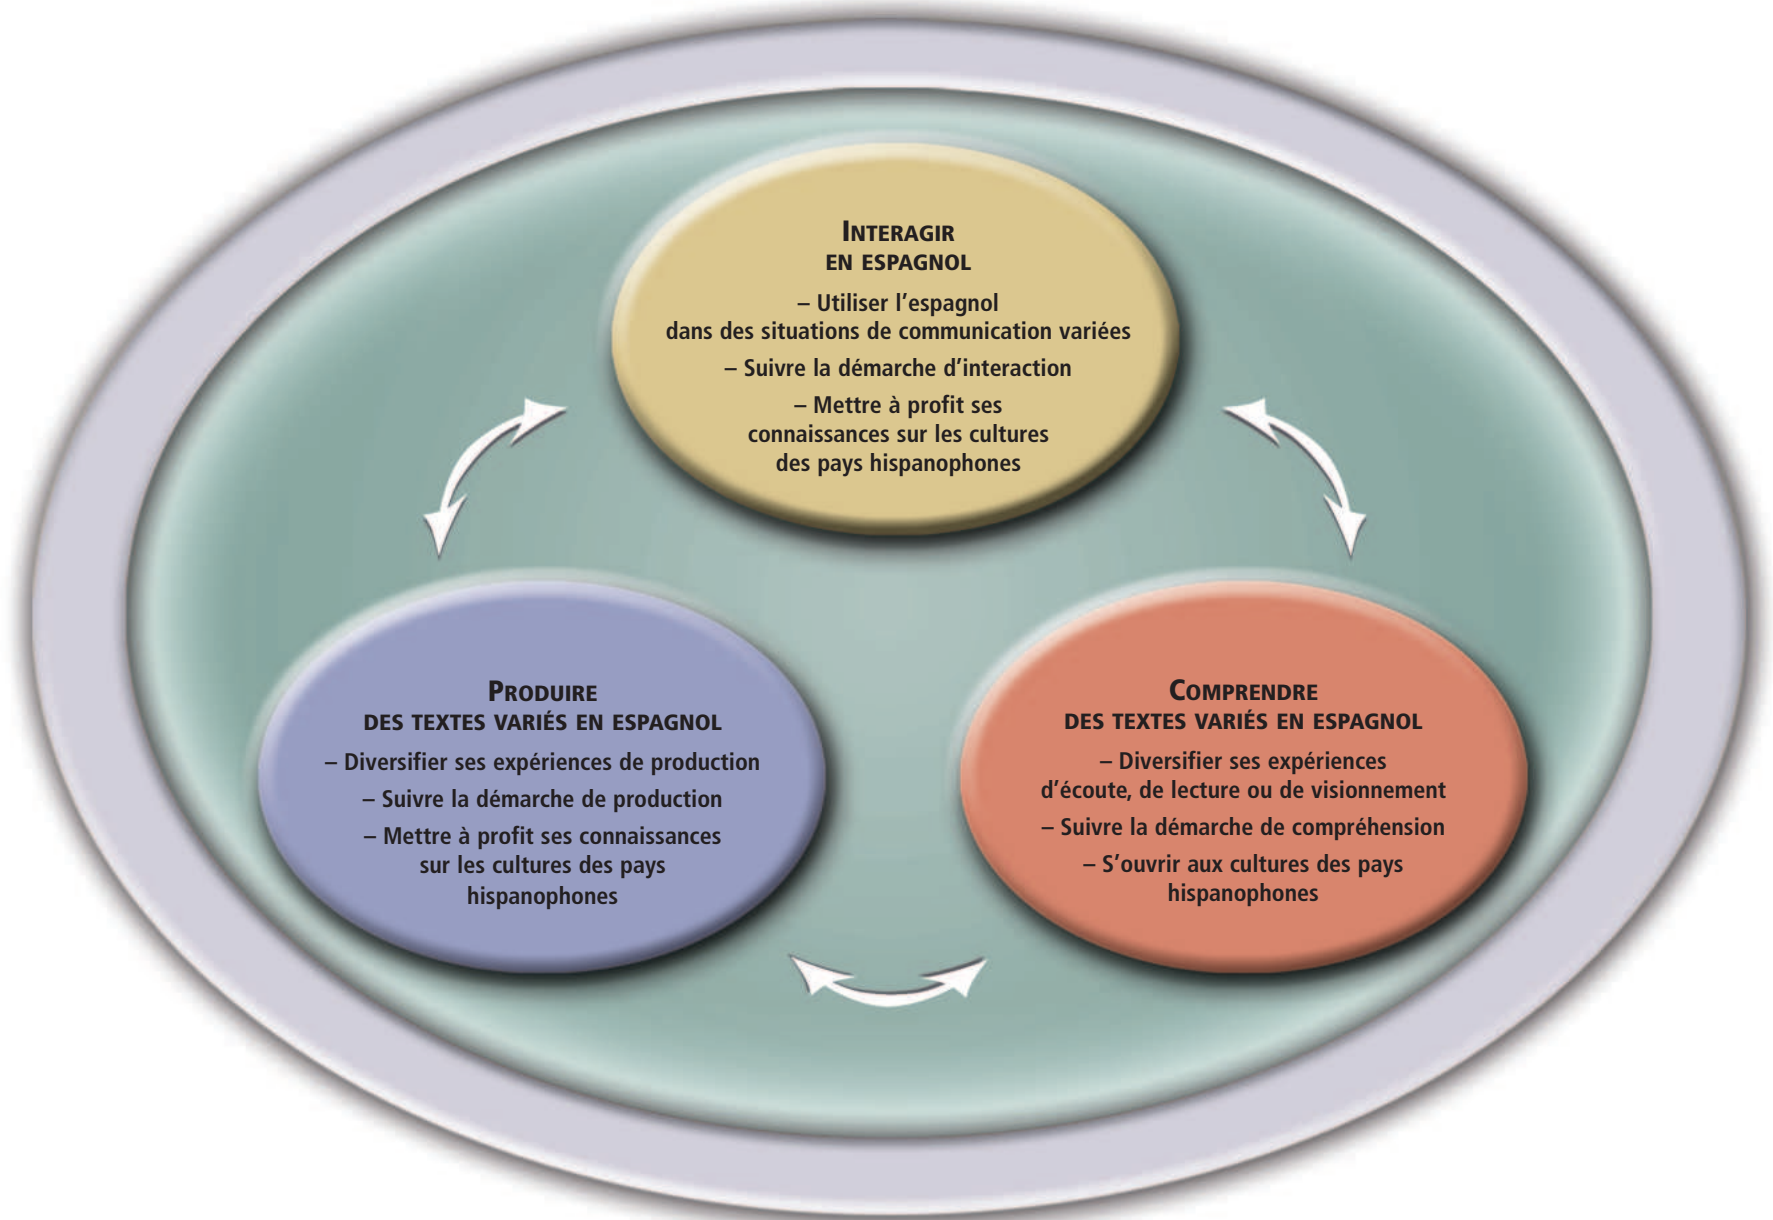 INTERAGIR
EN ESPAGNOL
– Utiliser l'espagnol
dans des situations de communication variées
– Suivre la démarche d'interaction
– Mettre à profit ses
connaissances sur les cultures
des pays hispanophones
PRODUIRE
DES TEXTES VARIÉS EN ESPAGNOL
– Diversifier ses expériences de production
– Suivre la démarche de production
– Mettre à profit ses connaissances
sur les cultures des pays
hispanophones
COMPRENDRE
DES TEXTES VARIÉS EN ESPAGNOL
– Diversifier ses expériences
d'écoute, de lecture ou de visionnement
– Suivre la démarche de compréhension
– S'ouvrir aux cultures des pays
hispanophones